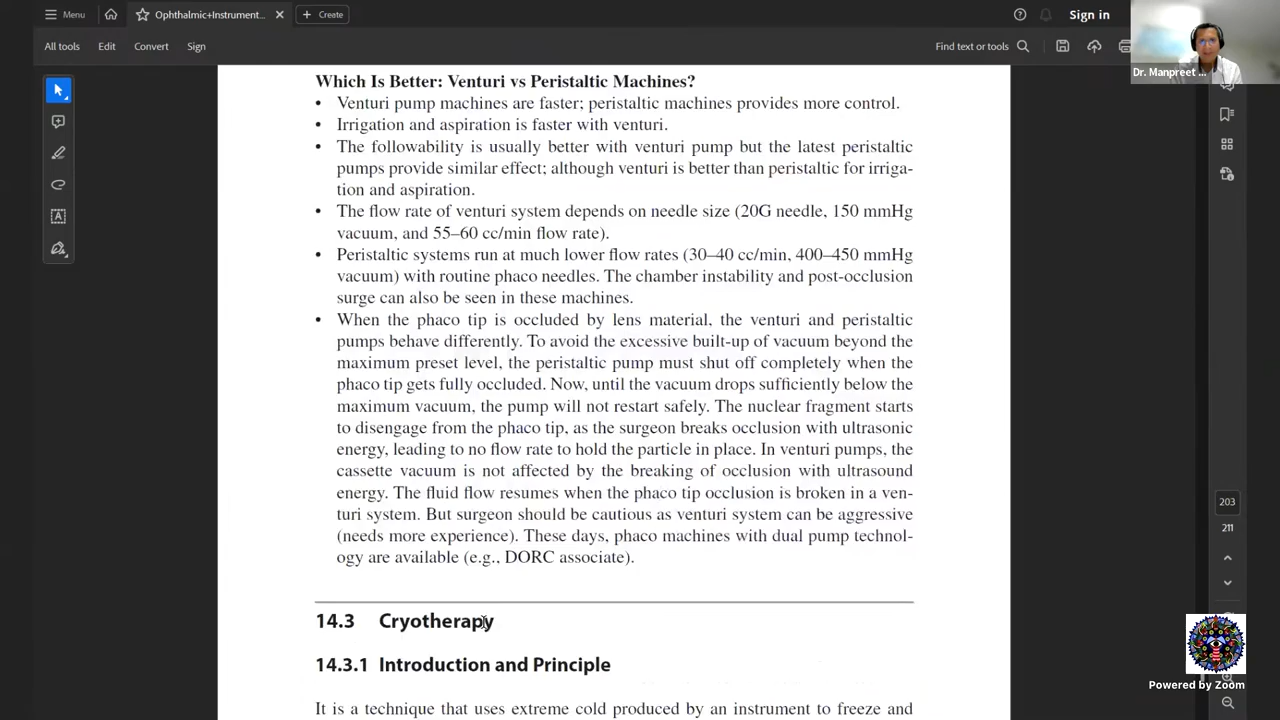 Menu
Ophthalmic+Instrument...
Create
Sign in
All tools
Edit
Convert
Sign
Find text or tools
Dr. Manpreet ...
Which Is Better: Venturi vs Peristaltic Machines?
• Venturi pump machines are faster; peristaltic machines provides more control.
• Irrigation and aspiration is faster with venturi.
• The followability is usually better with venturi pump but the latest peristaltic
pumps provide similar effect; although venturi is better than peristaltic for irriga-
tion and aspiration.
• The flow rate of venturi system depends on needle size (20G needle, 150 mmHg
vacuum, and 55–60 cc/min flow rate).
• Peristaltic systems run at much lower flow rates (30–40 cc/min, 400–450 mmHg
vacuum) with routine phaco needles. The chamber instability and post-occlusion
surge can also be seen in these machines.
• When the phaco tip is occluded by lens material, the venturi and peristaltic
pumps behave differently. To avoid the excessive built-up of vacuum beyond the
maximum preset level, the peristaltic pump must shut off completely when the
phaco tip gets fully occluded. Now, until the vacuum drops sufficiently below the
maximum vacuum, the pump will not restart safely. The nuclear fragment starts
to disengage from the phaco tip, as the surgeon breaks occlusion with ultrasonic
energy, leading to no flow rate to hold the particle in place. In venturi pumps, the
cassette vacuum is not affected by the breaking of occlusion with ultrasound
energy. The fluid flow resumes when the phaco tip occlusion is broken in a ven-
turi system. But surgeon should be cautious as venturi system can be aggressive
(needs more experience). These days, phaco machines with dual pump technol-
ogy are available (e.g., DORC associate).
14.3 Cryotherapy
14.3.1 Introduction and Principle
It is a technique that uses extreme cold produced by an instrument to freeze and
203
211
Powered by Zoom